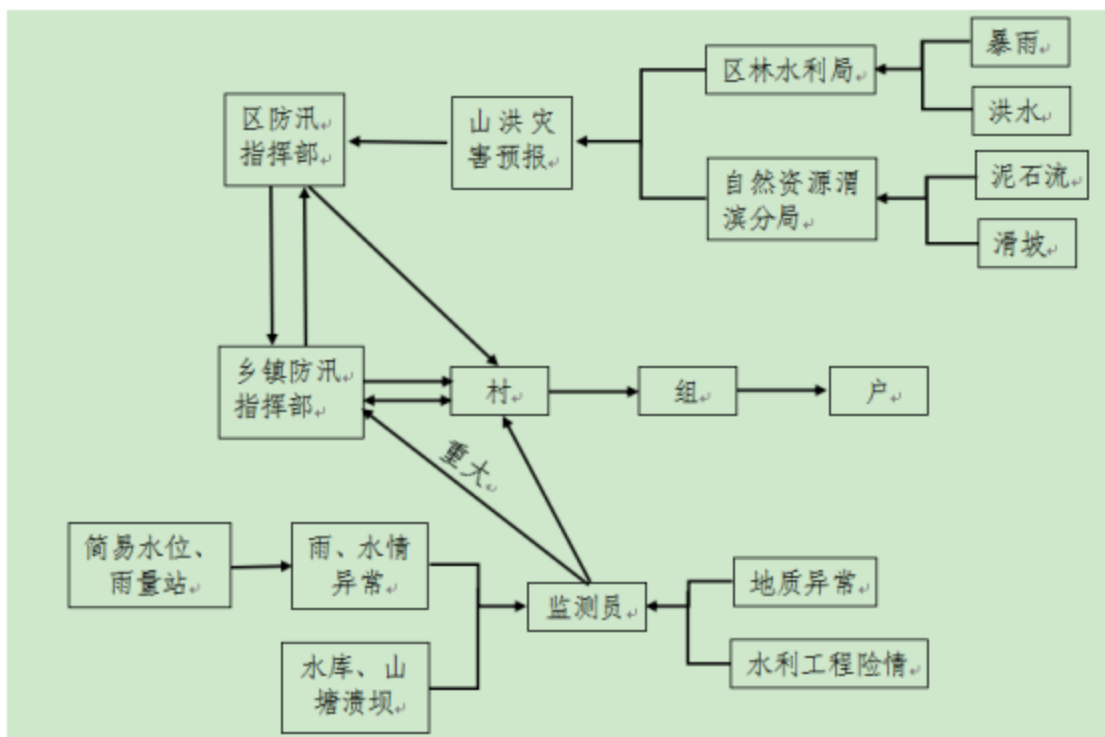 暴雨
区林水利局
区防汛
指挥部
山洪灾
害预报
洪水
自然资源渭
滨分局
泥石流
滑坡
乡镇防汛
指挥部
村
组
户
重大
简易水位、
雨量站
雨、水情
异常
监测员
地质异常
水库、山
塘溃坝
水利工程险情